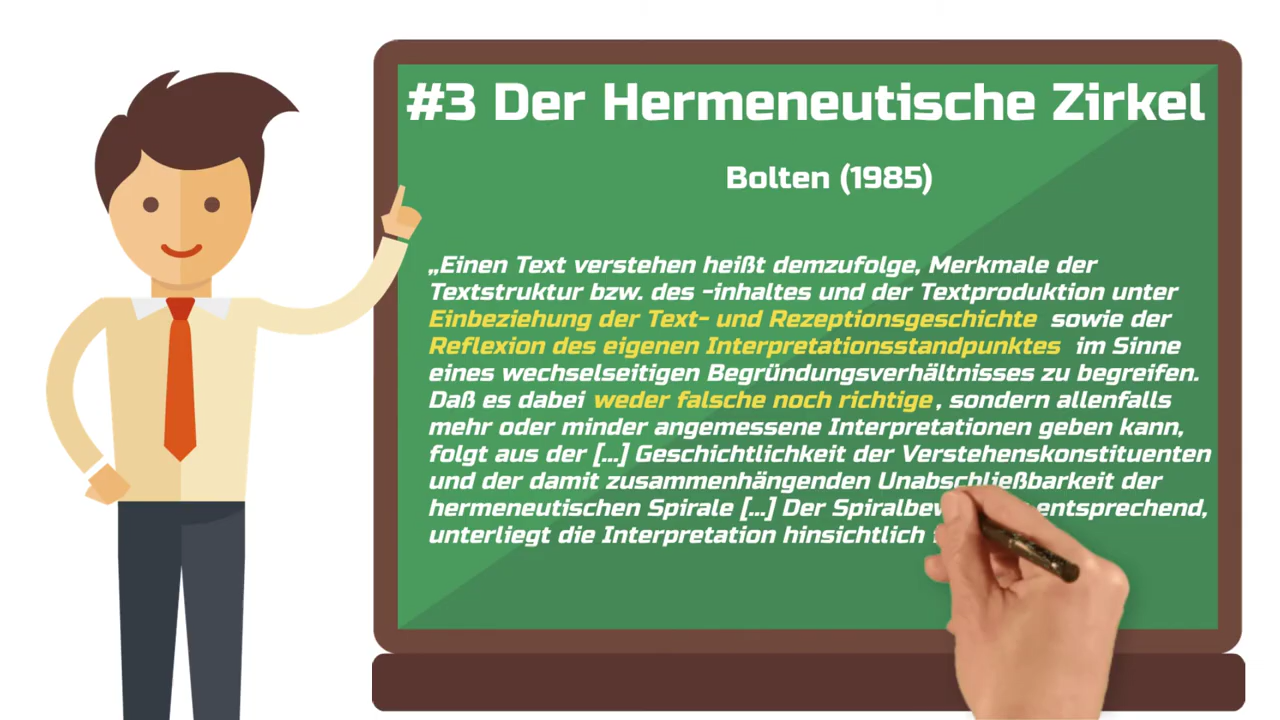 #3 Der Hermeneutische Zirkel
Bolten (1985)
„Einen Text verstehen heißt demzufolge, Merkmale der
Textstruktur bzw. des -inhaltes und der Textproduktion unter
Einbeziehung der Text- und Rezeptionsgeschichte sowie der
Reflexion des eigenen Interpretationsstandpunktes im Sinne
eines wechselseitigen Begründungsverhältnisses zu begreifen.
Daß es dabei weder falsche noch richtige, sondern allenfalls
mehr oder minder angemessene Interpretationen geben kann,
folgt aus der [...] Geschichtlichkeit der Verstehenskonstituenten
und der damit zusammenhängenden Unabschließbarkeit der
hermeneutischen Spirale [...] Der entsprechend,
unterliegt die Interpretation hinsichtlich